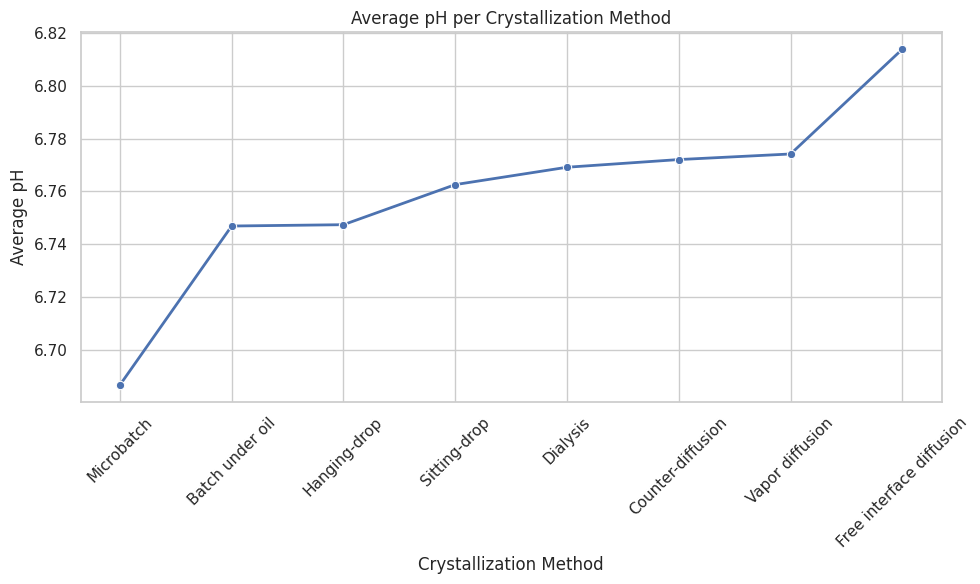 Average pH per Crystallization Method
Average pH
6.82
6.80
6.78
6.76
6.74
6.72
6.70
Microbatch
Batch under oil
Hanging-drop
Sitting-drop
Dialysis
Counter-diffusion
Vapor diffusion
Free interface diffusion
Crystallization Method